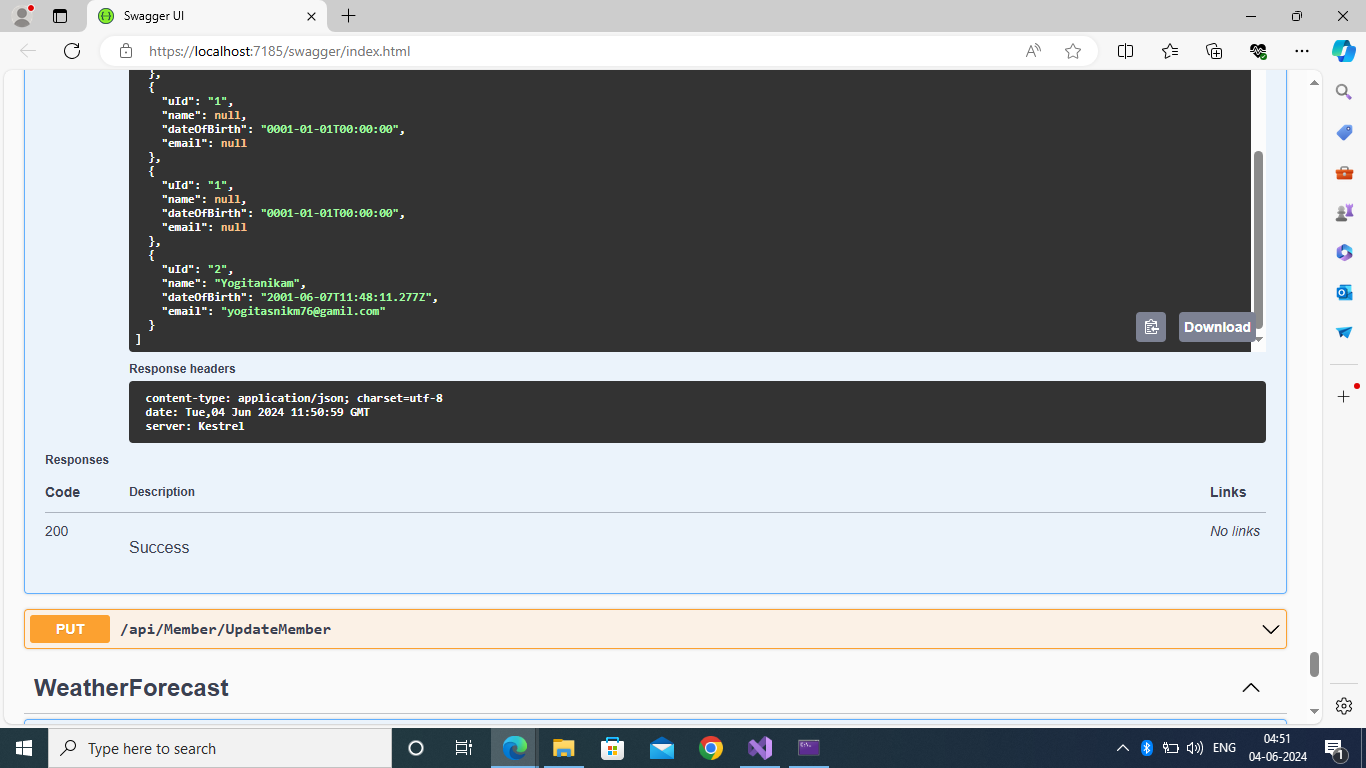 Swagger UI
https://localhost:7185/swagger/index.html
},
{
"uId": "1",
"name": null,
"dateOfBirth": "0001-01-01T00:00:00",
"email": null
},
{
"uId": "1",
"name": null,
"dateOfBirth": "0001-01-01T00:00:00",
"email": null
},
{
"uId": "2",
"name": "Yogitanikam",
"dateOfBirth": "2001-06-07T11:48:11.277Z",
"email": "yogitasnikm76@gamil.com"
}
]
Download
Response headers
content-type: application/json; charset=utf-8
date: Tue,04 Jun 2024 11:50:59 GMT
server: Kestrel
Responses
Code Description Links
200 Success No links
PUT /api/Member/UpdateMember
WeatherForecast
Type here to search
ENG
04:51
04-06-2024
1